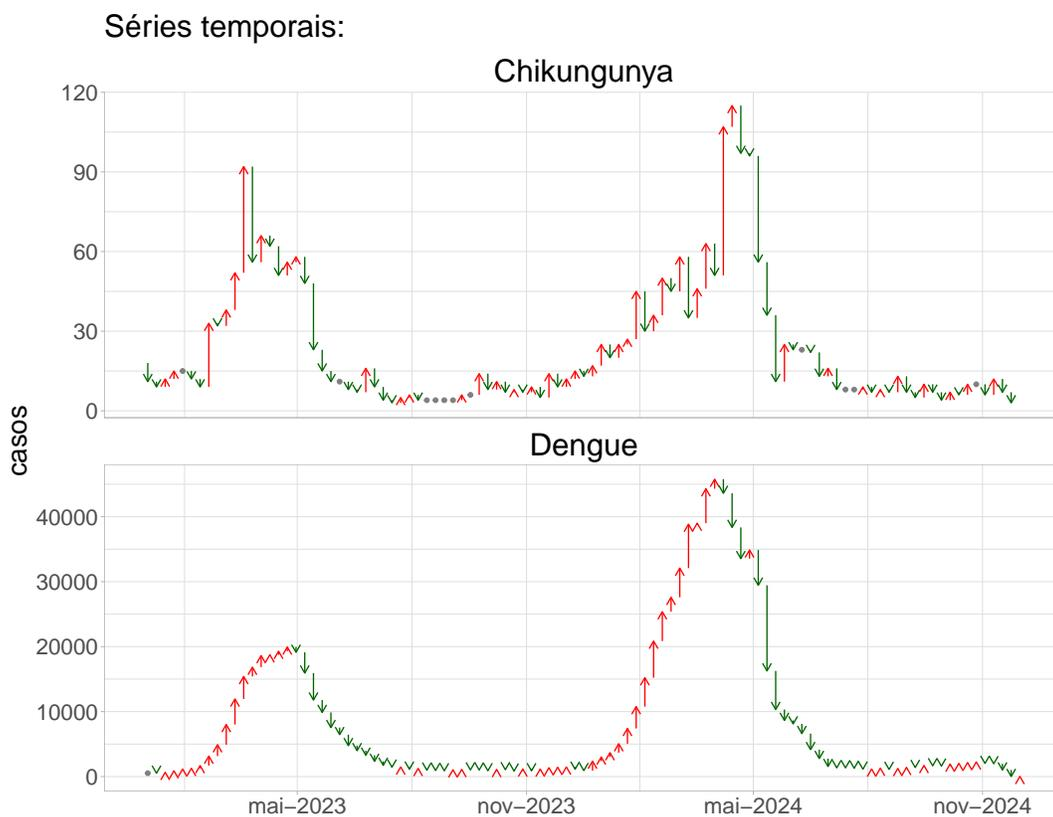 Séries temporais:
Chikungunya
120
90
60
30
0
casos
Dengue
40000
30000
20000
10000
0
mai–2023
nov–2023
mai–2024
nov–2024